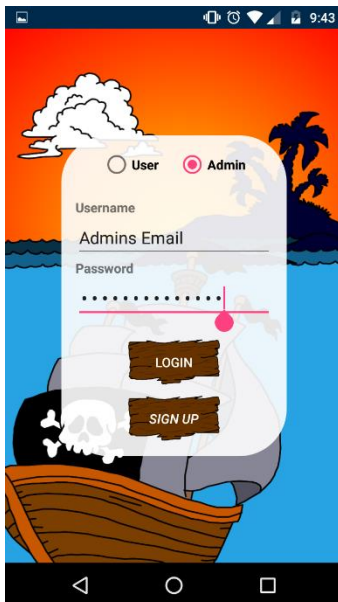 9:43
User Admin
Username
Admins Email
Password
••••••••••••••
LOGIN
SIGN UP